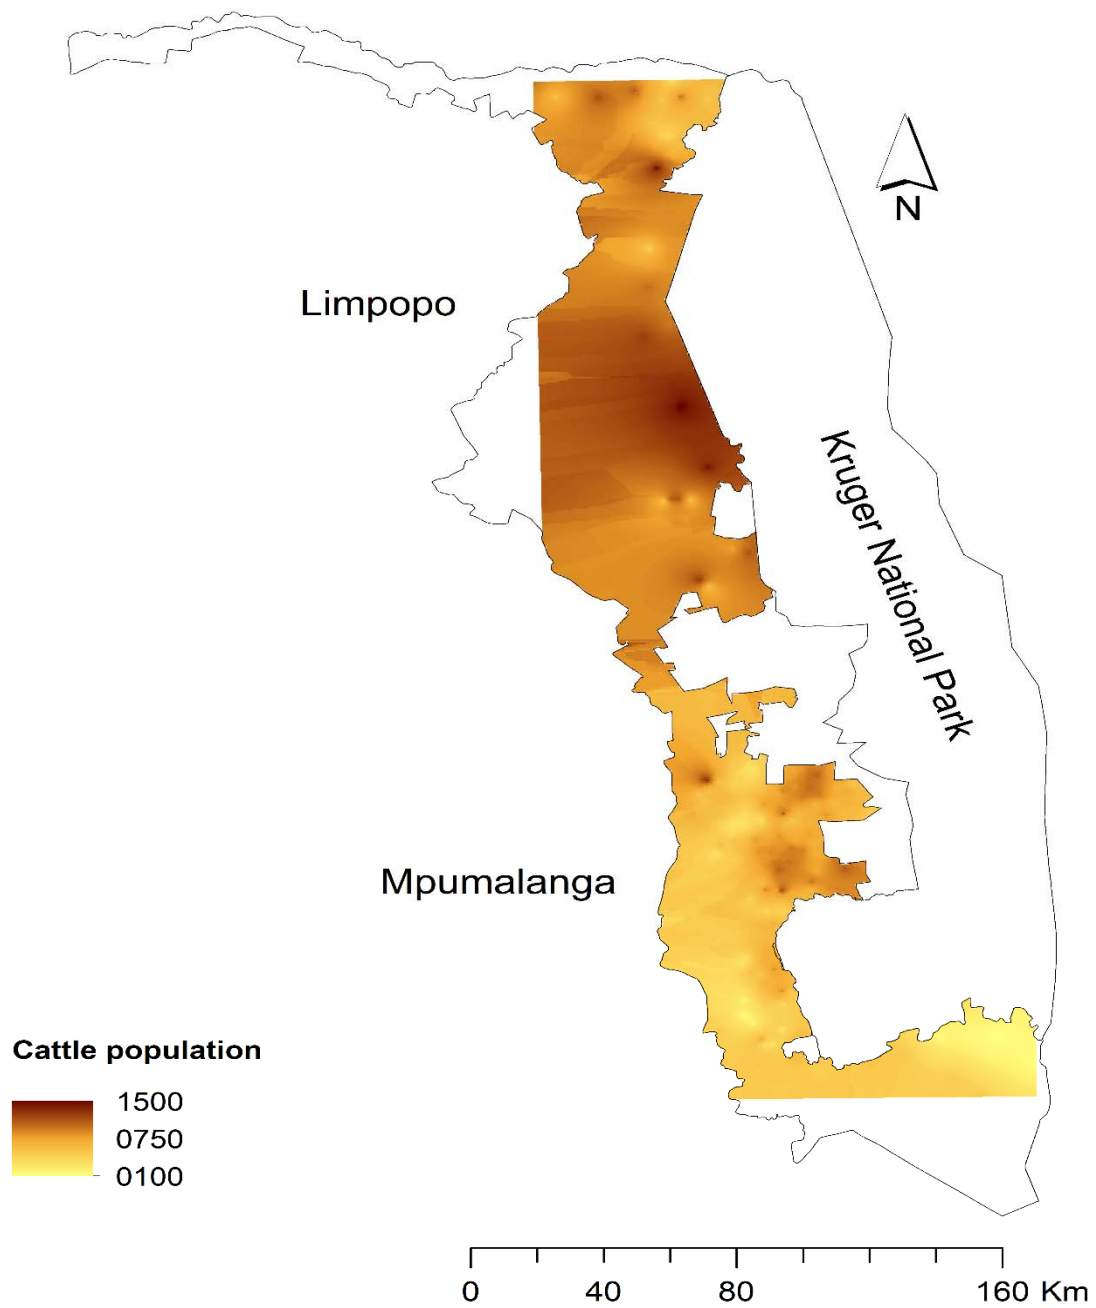 N
Limpopo
Kruger National Park
Mpumalanga
Cattle population
1500
0750
0100
0 40 80 160 Km